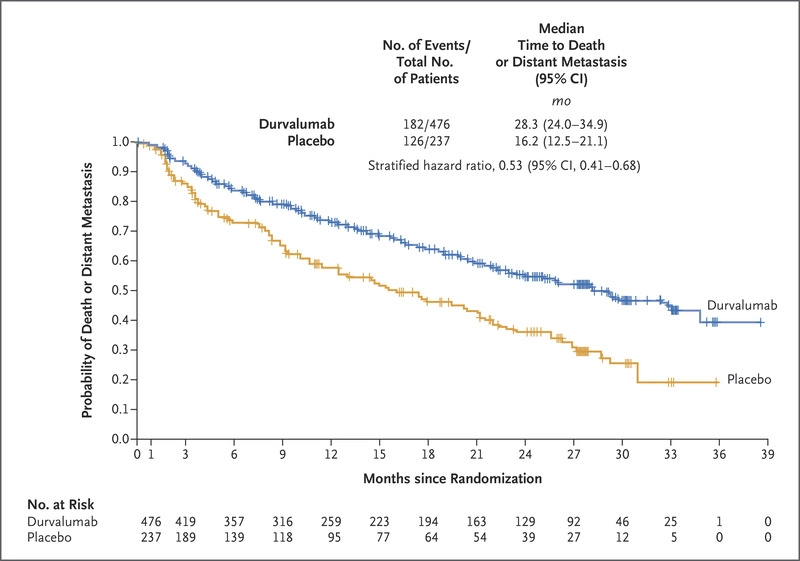 No. of Events/
Total No.
of Patients
Median
Time to Death
or Distant Metastasis
(95% CI)
mo
Durvalumab 182/476 28.3 (24.0–34.9)
Placebo 126/237 16.2 (12.5–21.1)
Stratified hazard ratio, 0.53 (95% CI, 0.41–0.68)
Probability of Death or Distant Metastasis
1.0
0.9
0.8
0.7
0.6
0.5
0.4
0.3
0.2
0.1
0.0
Durvalumab
Placebo
0 1 3 6 9 12 15 18 21 24 27 30 33 36 39
Months since Randomization
No. at Risk
Durvalumab 476 419 357 316 259 223 194 163 129 92 46 25 1 0
Placebo 237 189 139 118 95 77 64 54 39 27 12 5 0 0